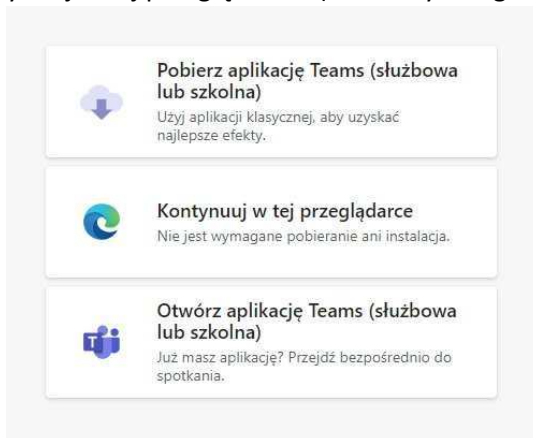 Pobierz aplikację Teams (służbowa
lub szkolna)
Użyj aplikacji klasycznej, aby uzyskać
najlepsze efekty.
Kontynuuj w tej przeglądarce
Nie jest wymagane pobieranie ani instalacja.
Otwórz aplikację Teams (służbowa
lub szkolna)
Już masz aplikację? Przejdź bezpośrednio do
spotkania.